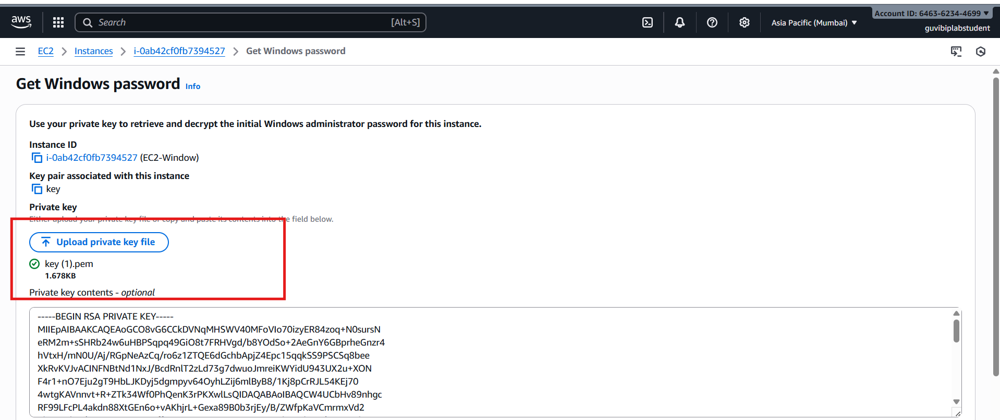 aws
Search
[Alt+S]
Asia Pacific (Mumbai)
Account ID: 6463-6234-4699
guvibiplabstudent
EC2 > Instances > i-0ab42cf0fb7394527 > Get Windows password
Get Windows password Info
Use your private key to retrieve and decrypt the initial Windows administrator password for this instance.
Instance ID
i-0ab42cf0fb7394527 (EC2-Window)
Key pair associated with this instance
key
Private key
Either upload your private key file or copy and paste its contents into the field below.
Upload private key file
key (1).pem
1.678KB
Private key contents - optional
-----BEGIN RSA PRIVATE KEY-----
MIIEpAIBAAKCAQEAoGCO8vG6CCkDVNqMHSWV40MFoVIo70izyER84zoq+N0sursN
eRM2m+sSHRb24w6uHBPSqpq49GiO8t7FRHVgd/b8YOdSo+2AeGnY6GBprheGnzr4
hVtxH/mN0U/Aj/RGpNeAzCq/ro6z1ZTQE6dGchbApjZ4Epc15qqkSS9PSCSq8bee
XkRvKVJvACINFNBtNd1NxJ/BcdRnlT2zLd73g7dwuoJmreiKWYidU943UX2u+XON
F4r1+nO7Eju2gT9HbLJKDyj5dgmpyv64OyhLZij6mlByB8/1Kj8pCrRJL54KEj70
4wtgKAVnnvt+R+ZTk34Wf0PhQenK3rPKXwlLsQIDAQABAoIBAQCW4UCbHv89nhgc
RF99LFcPL4akdn88XtGEn6o+vAKhjrL+Gexa89B0b3rjEy/B/ZWfpKaVCmrmxVd2